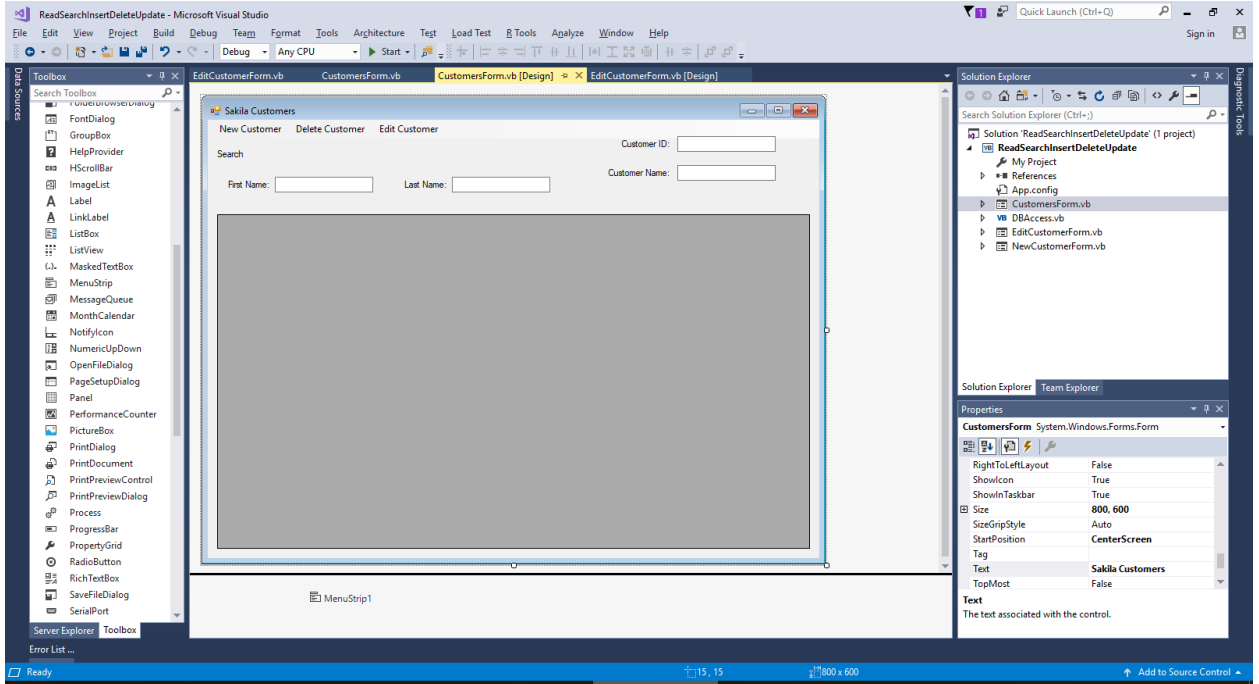 ReadSearchInsertDeleteUpdate - Microsoft Visual Studio
1
Quick Launch (Ctrl+Q)
File Edit View Project Build Debug Team Format Tools Architecture Test Load Test R Tools Analyze Window Help
Sign in
Debug Any CPU Start
Data Sources
Toolbox
Search Toolbox
FolderBrowserDialog
FontDialog
GroupBox
HelpProvider
HScrollBar
ImageList
Label
LinkLabel
ListBox
ListView
MaskedTextBox
MenuStrip
MessageQueue
MonthCalendar
NotifyIcon
NumericUpDown
OpenFileDialog
PageSetupDialog
Panel
PerformanceCounter
PictureBox
PrintDialog
PrintDocument
PrintPreviewControl
PrintPreviewDialog
Process
ProgressBar
PropertyGrid
RadioButton
RichTextBox
SaveFileDialog
SerialPort
Server Explorer Toolbox
EditCustomerForm.vb CustomersForm.vb CustomersForm.vb [Design] EditCustomerForm.vb [Design]
Sakila Customers
New Customer Delete Customer Edit Customer
Customer ID:
Search
Customer Name:
First Name: Last Name:
MenuStrip1
Solution Explorer
Search Solution Explorer (Ctrl+;)
Solution 'ReadSearchInsertDeleteUpdate' (1 project)
VB ReadSearchInsertDeleteUpdate
My Project
References
App.config
CustomersForm.vb
VB DBAccess.vb
EditCustomerForm.vb
NewCustomerForm.vb
Solution Explorer Team Explorer
Properties
CustomersForm System.Windows.Forms.Form
RightToLeftLayout False
ShowIcon True
ShowInTaskbar True
Size 800, 600
SizeGripStyle Auto
StartPosition CenterScreen
Tag
Text Sakila Customers
TopMost False
Text
The text associated with the control.
Diagnostic Tools
Error List ...
Ready 15, 15 800 x 600 Add to Source Control